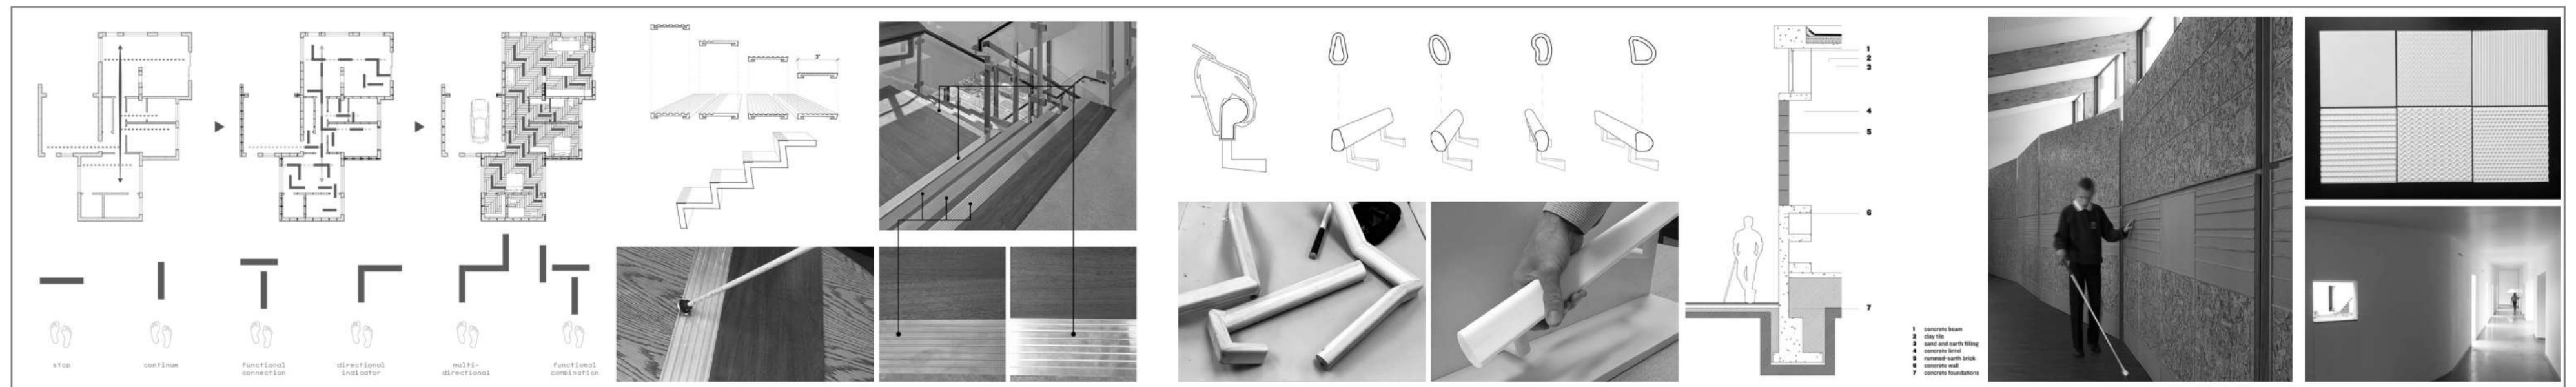 stop
continue
functional
connection
directional
indicator
multi-
directional
functional
combination
3'
1
2
3
4
5
6
7
1 concrete beam
2 clay tile
3 sand and earth filling
4 concrete lintel
5 rammed-earth brick
6 concrete wall
7 concrete foundations